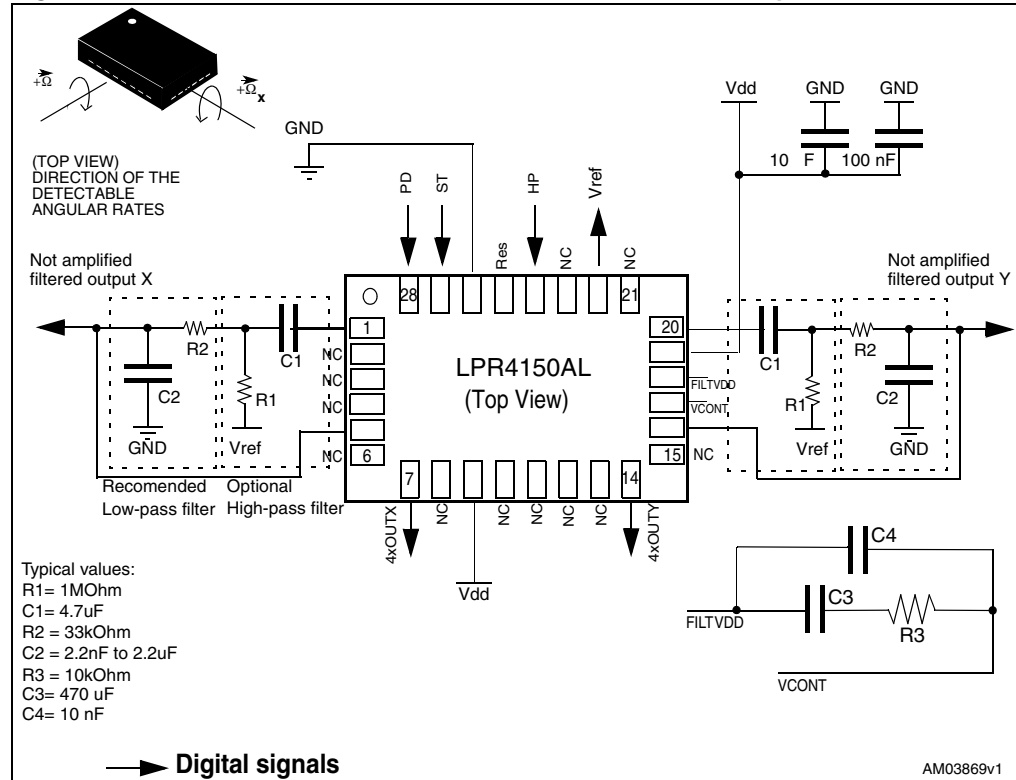 +Ω
+Ωx
(TOP VIEW)
DIRECTION OF THE
DETECTABLE
ANGULAR RATES
GND
PD
ST
Res
HP
NC
Vref
NC
Vdd
GND
GND
10 F
100 nF
Not amplified
filtered output X
Not amplified
filtered output Y
28
21
1
20
R2
C1
C2
R1
GND
Vref
NC
NC
NC
NC
6
LPR4150AL
(Top View)
FILTVDD
VCONT
15
NC
C1
R2
R1
C2
Vref
GND
Recomended
Low-pass filter
Optional
High-pass filter
7
14
4xOUTX
NC
NC
NC
NC
NC
4xOUTY
Vdd
Typical values:
R1= 1MOhm
C1= 4.7uF
R2 = 33kOhm
C2 = 2.2nF to 2.2uF
R3 = 10kOhm
C3= 470 uF
C4= 10 nF
C4
C3
R3
FILTVDD
VCONT
Digital signals
AM03869v1